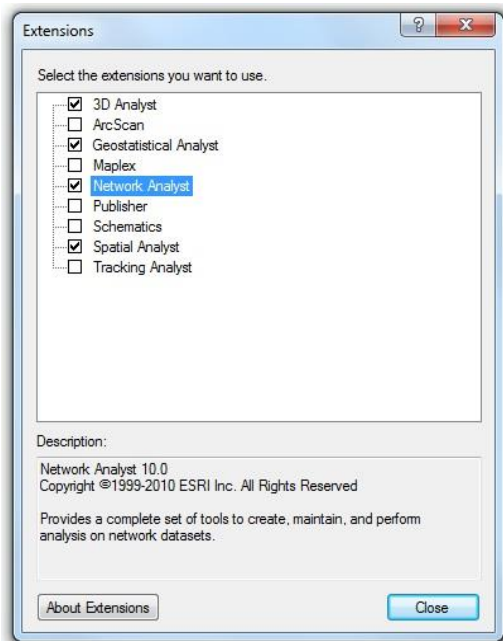 Extensions
Select the extensions you want to use.
3D Analyst
ArcScan
Geostatistical Analyst
Maplex
Network Analyst
Publisher
Schematics
Spatial Analyst
Tracking Analyst
Description:
Network Analyst 10.0
Copyright ©1999-2010 ESRI Inc. All Rights Reserved
Provides a complete set of tools to create, maintain, and perform
analysis on network datasets.
About Extensions
Close